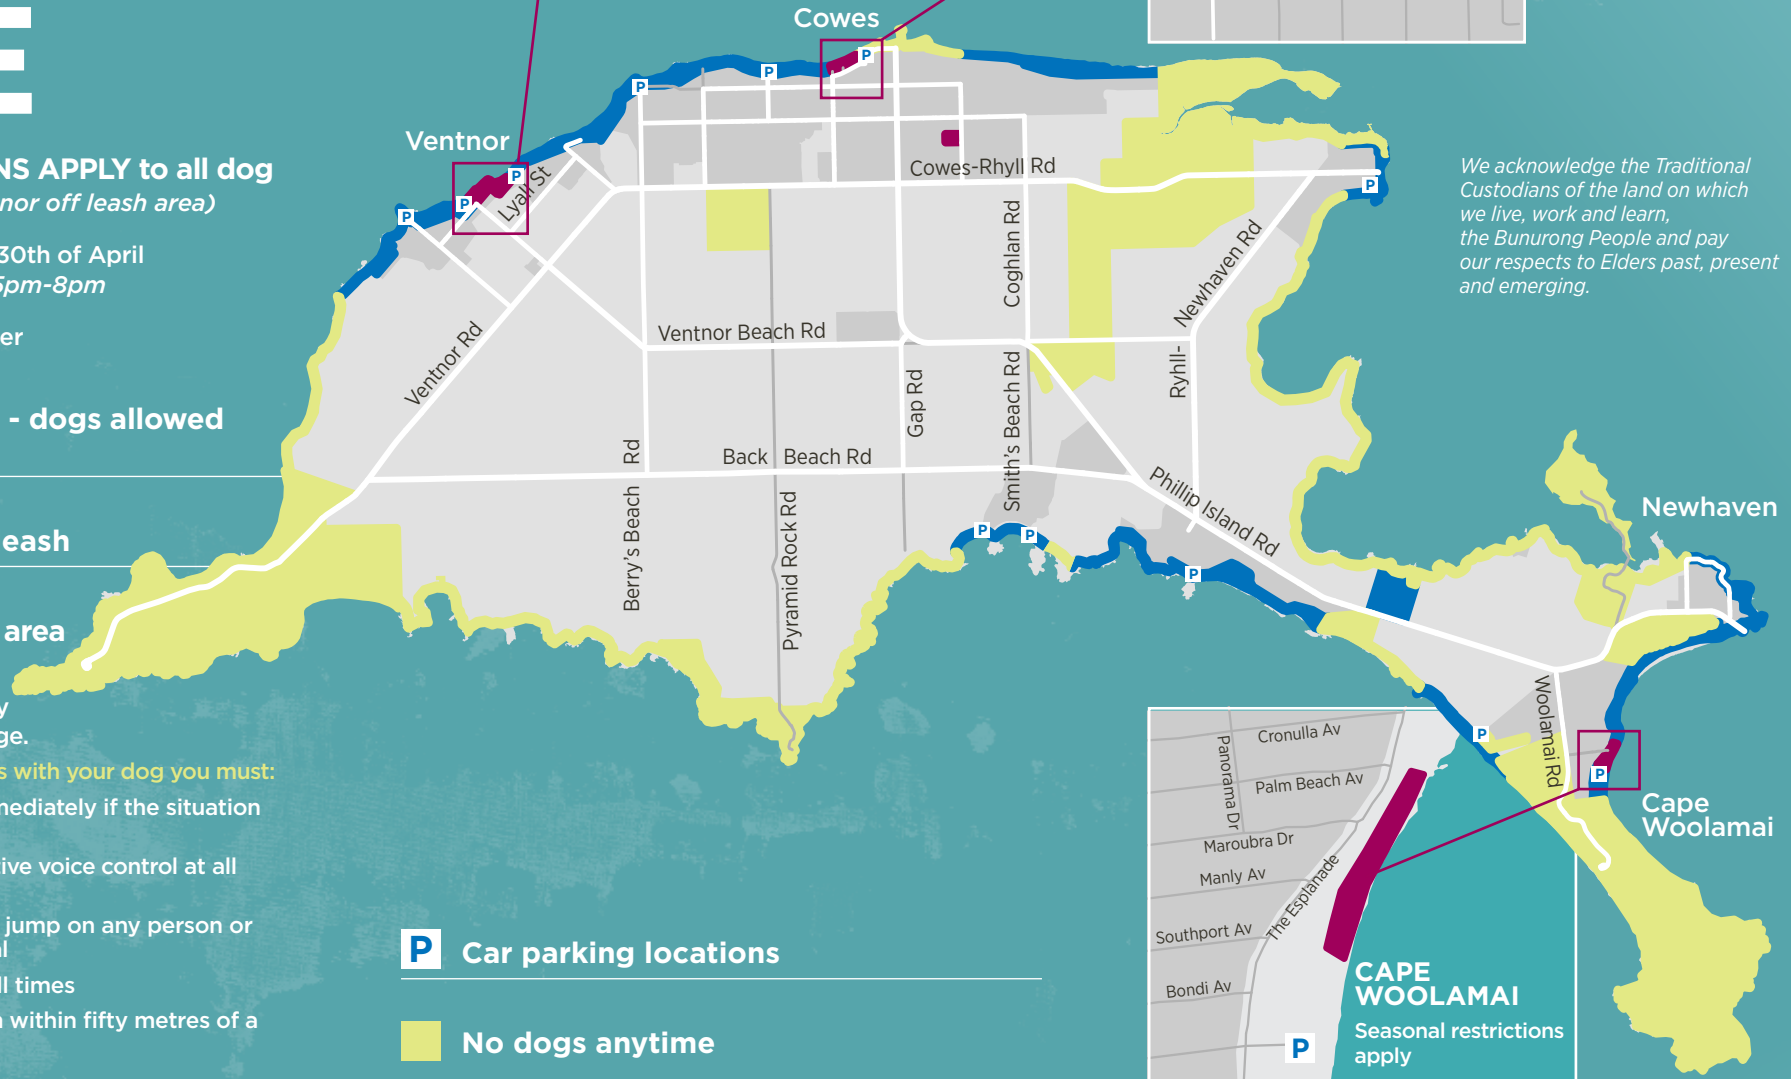 E
NS APPLY to all dog
nor off leash area)
30th of April
5pm-8pm
er
- dogs allowed
eash
area
y
ge.
s with your dog you must:
mediately if the situation
tive voice control at all
jump on any person or
al
ll times
n within fifty metres of a
Cowes
Ventnor
Lyall St
Cowes-Rhyll Rd
Coghlan Rd
Newhaven Rd
Ryhll-
Ventnor Rd
Ventnor Beach Rd
Gap Rd
Smith's Beach Rd
Back Beach Rd
Berry's Beach Rd
Pyramid Rock Rd
Phillip Island Rd
Woolamai Rd
Newhaven
Cape
Woolamai
P
P
P
P
P
P
P
P
P
P
P
P
We acknowledge the Traditional
Custodians of the land on which
we live, work and learn,
the Bunurong People and pay
our respects to Elders past, present
and emerging.
P Car parking locations
No dogs anytime
Cronulla Av
Panorama Dr
Palm Beach Av
Maroubra Dr
Manly Av
The Esplanade
Southport Av
Bondi Av
P
CAPE
WOOLAMAI
Seasonal restrictions
apply